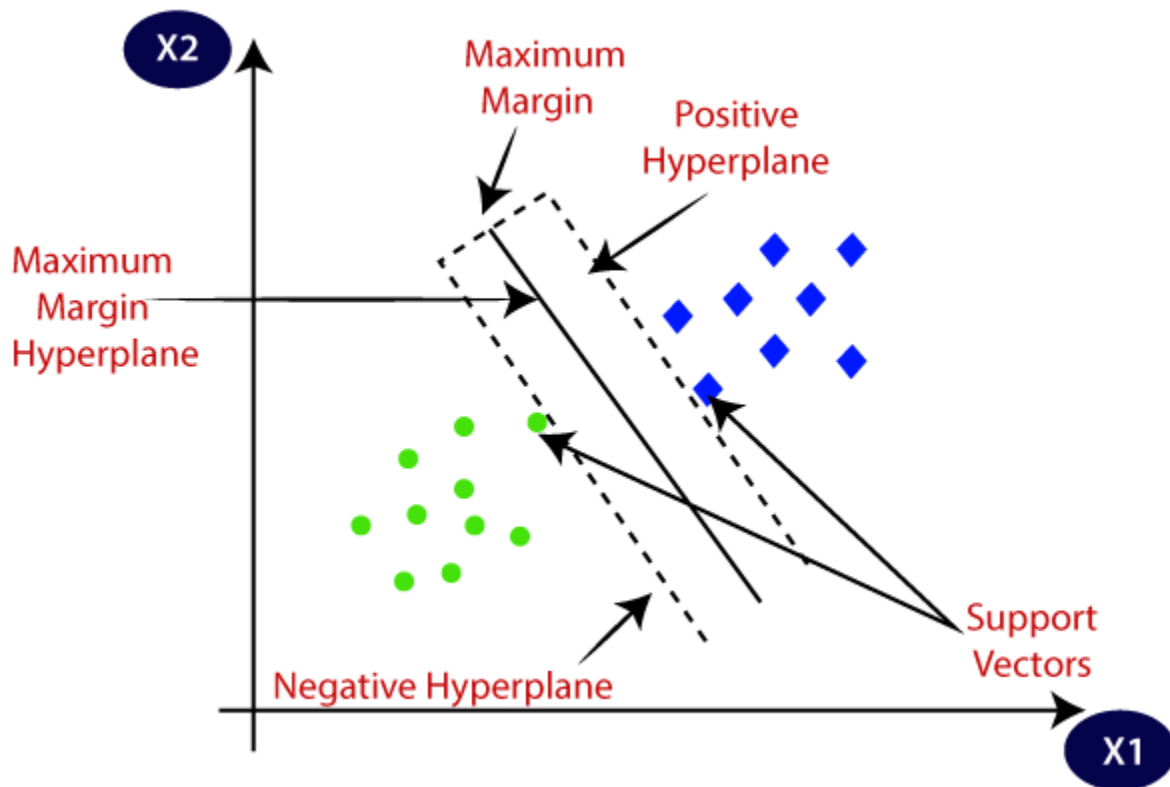 X2
Maximum
Margin
Positive
Hyperplane
Maximum
Margin
Hyperplane
Support
Vectors
Negative Hyperplane
X1